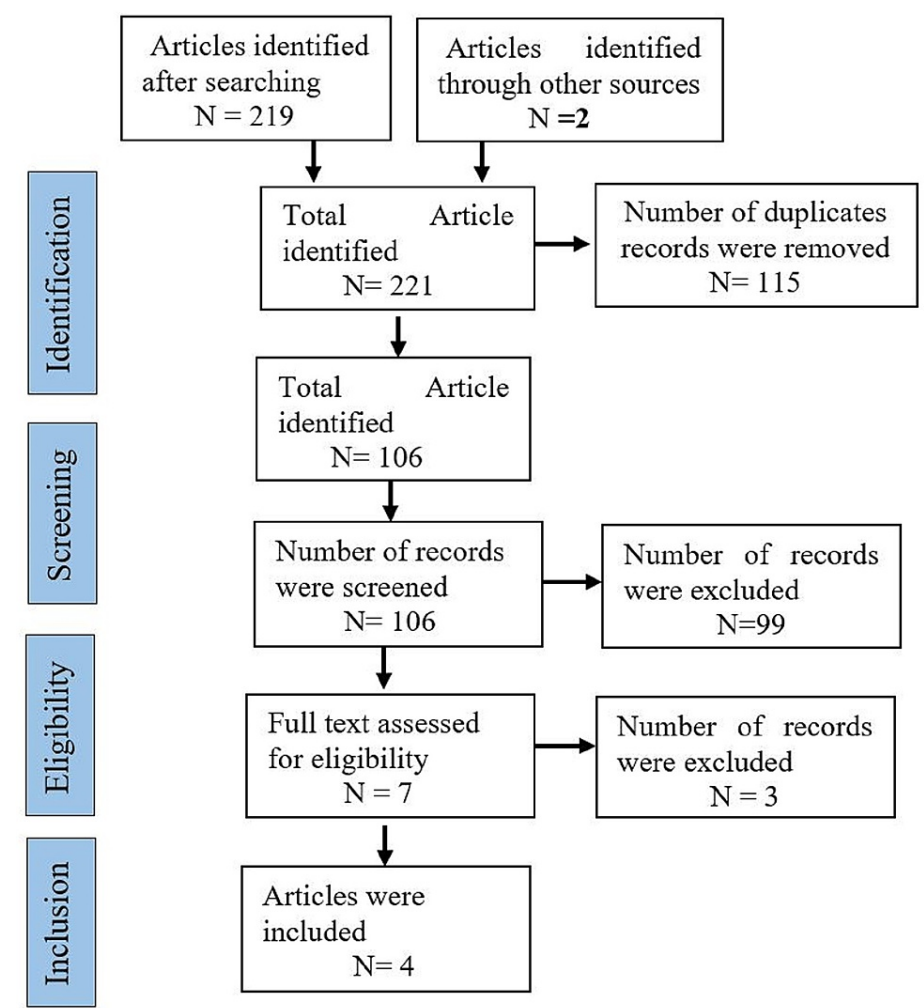 Articles identified
after searching
N = 219
Articles identified
through other sources
N =2
Identification
Total Article
identified
N= 221
Number of duplicates
records were removed
N= 115
Total Article
identified
N= 106
Screening
Number of records
were screened
N= 106
Number of records
were excluded
N=99
Eligibility
Full text assessed
for eligibility
N = 7
Number of records
were excluded
N = 3
Inclusion
Articles were
included
N= 4